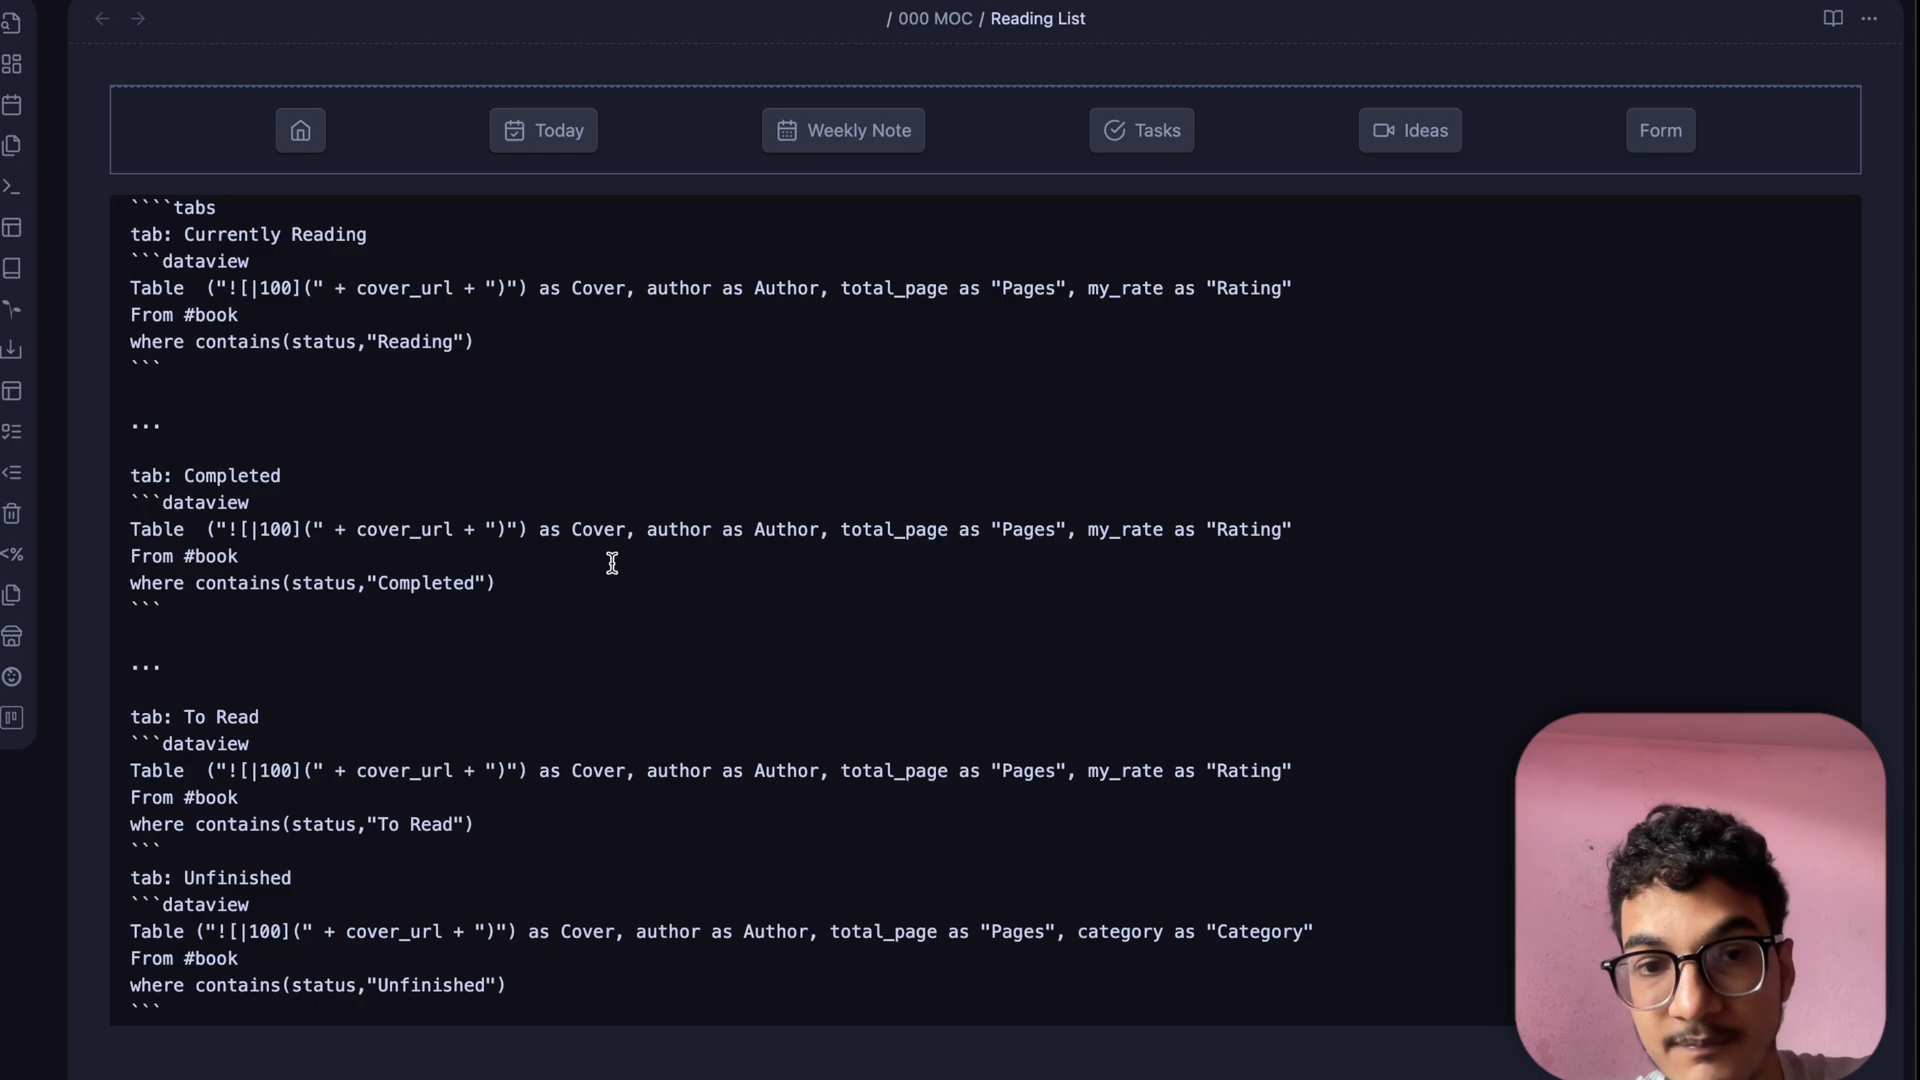 / 000 MOC / Reading List
Today
Weekly Note
Tasks
Ideas
Form
````tabs
tab: Currently Reading
```dataview
Table  ("![|100](" + cover_url + ")") as Cover, author as Author, total_page as "Pages", my_rate as "Rating"
From #book
where contains(status,"Reading")
```
...
tab: Completed
```dataview
Table  ("![|100](" + cover_url + ")") as Cover, author as Author, total_page as "Pages", my_rate as "Rating"
From #book
where contains(status,"Completed")
```
...
tab: To Read
```dataview
Table  ("![|100](" + cover_url + ")") as Cover, author as Author, total_page as "Pages", my_rate as "Rating"
From #book
where contains(status,"To Read")
```
tab: Unfinished
```dataview
Table ("![|100](" + cover_url + ")") as Cover, author as Author, total_page as "Pages", category as "Category"
From #book
where contains(status,"Unfinished")
```